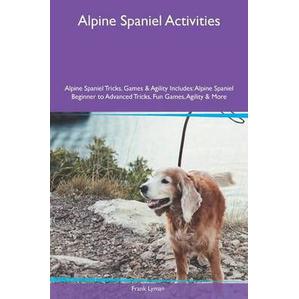 Alpine Spaniel Activities
Alpine Spaniel Tricks, Games & Agility Includes: Alpine Spaniel
Beginner to Advanced Tricks, Fun Games, Agility & More
Frank Lyman